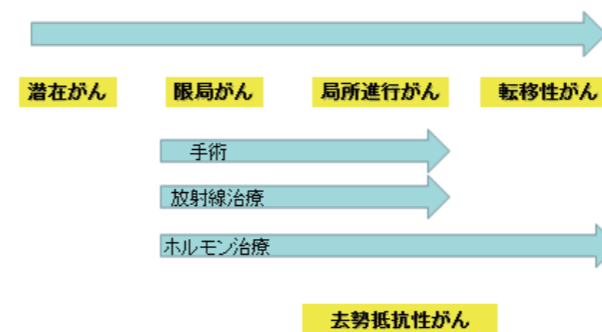 潜在がん
限局がん
局所進行がん
転移性がん
手術
放射線治療
ホルモン治療
去勢抵抗性がん